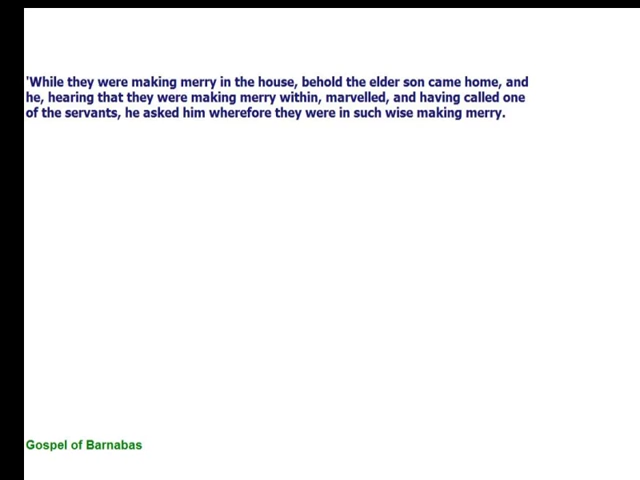 'While they were making merry in the house, behold the elder son came home, and
he, hearing that they were making merry within, marvelled, and having called one
of the servants, he asked him wherefore they were in such wise making merry.
Gospel of Barnabas